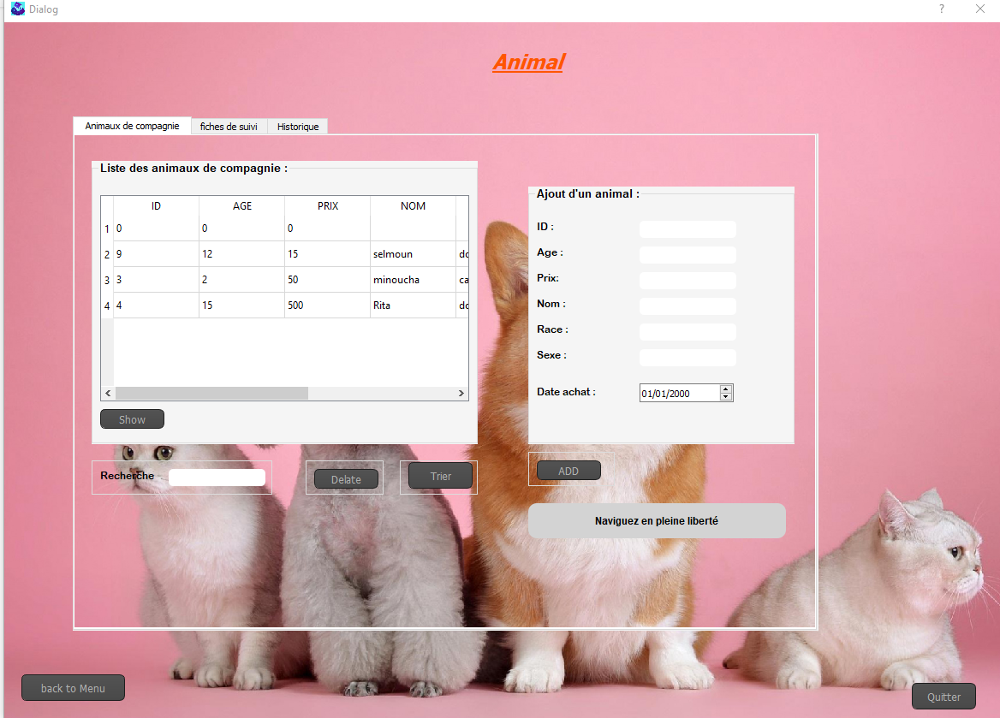 Dialog
?
Animal
Animaux de compagnie
fiches de suivi
Historique
Liste des animaux de compagnie :
ID AGE PRIX NOM
1 0 0 0
2 9 12 15 selmoun
3 3 2 50 minoucha
4 4 15 500 Rita
Show
Recherche
Delate
Trier
Ajout d'un animal :
ID :
Age :
Prix:
Nom :
Race :
Sexe :
Date achat : 01/01/2000
ADD
Naviguez en pleine liberté
back to Menu
Quitter